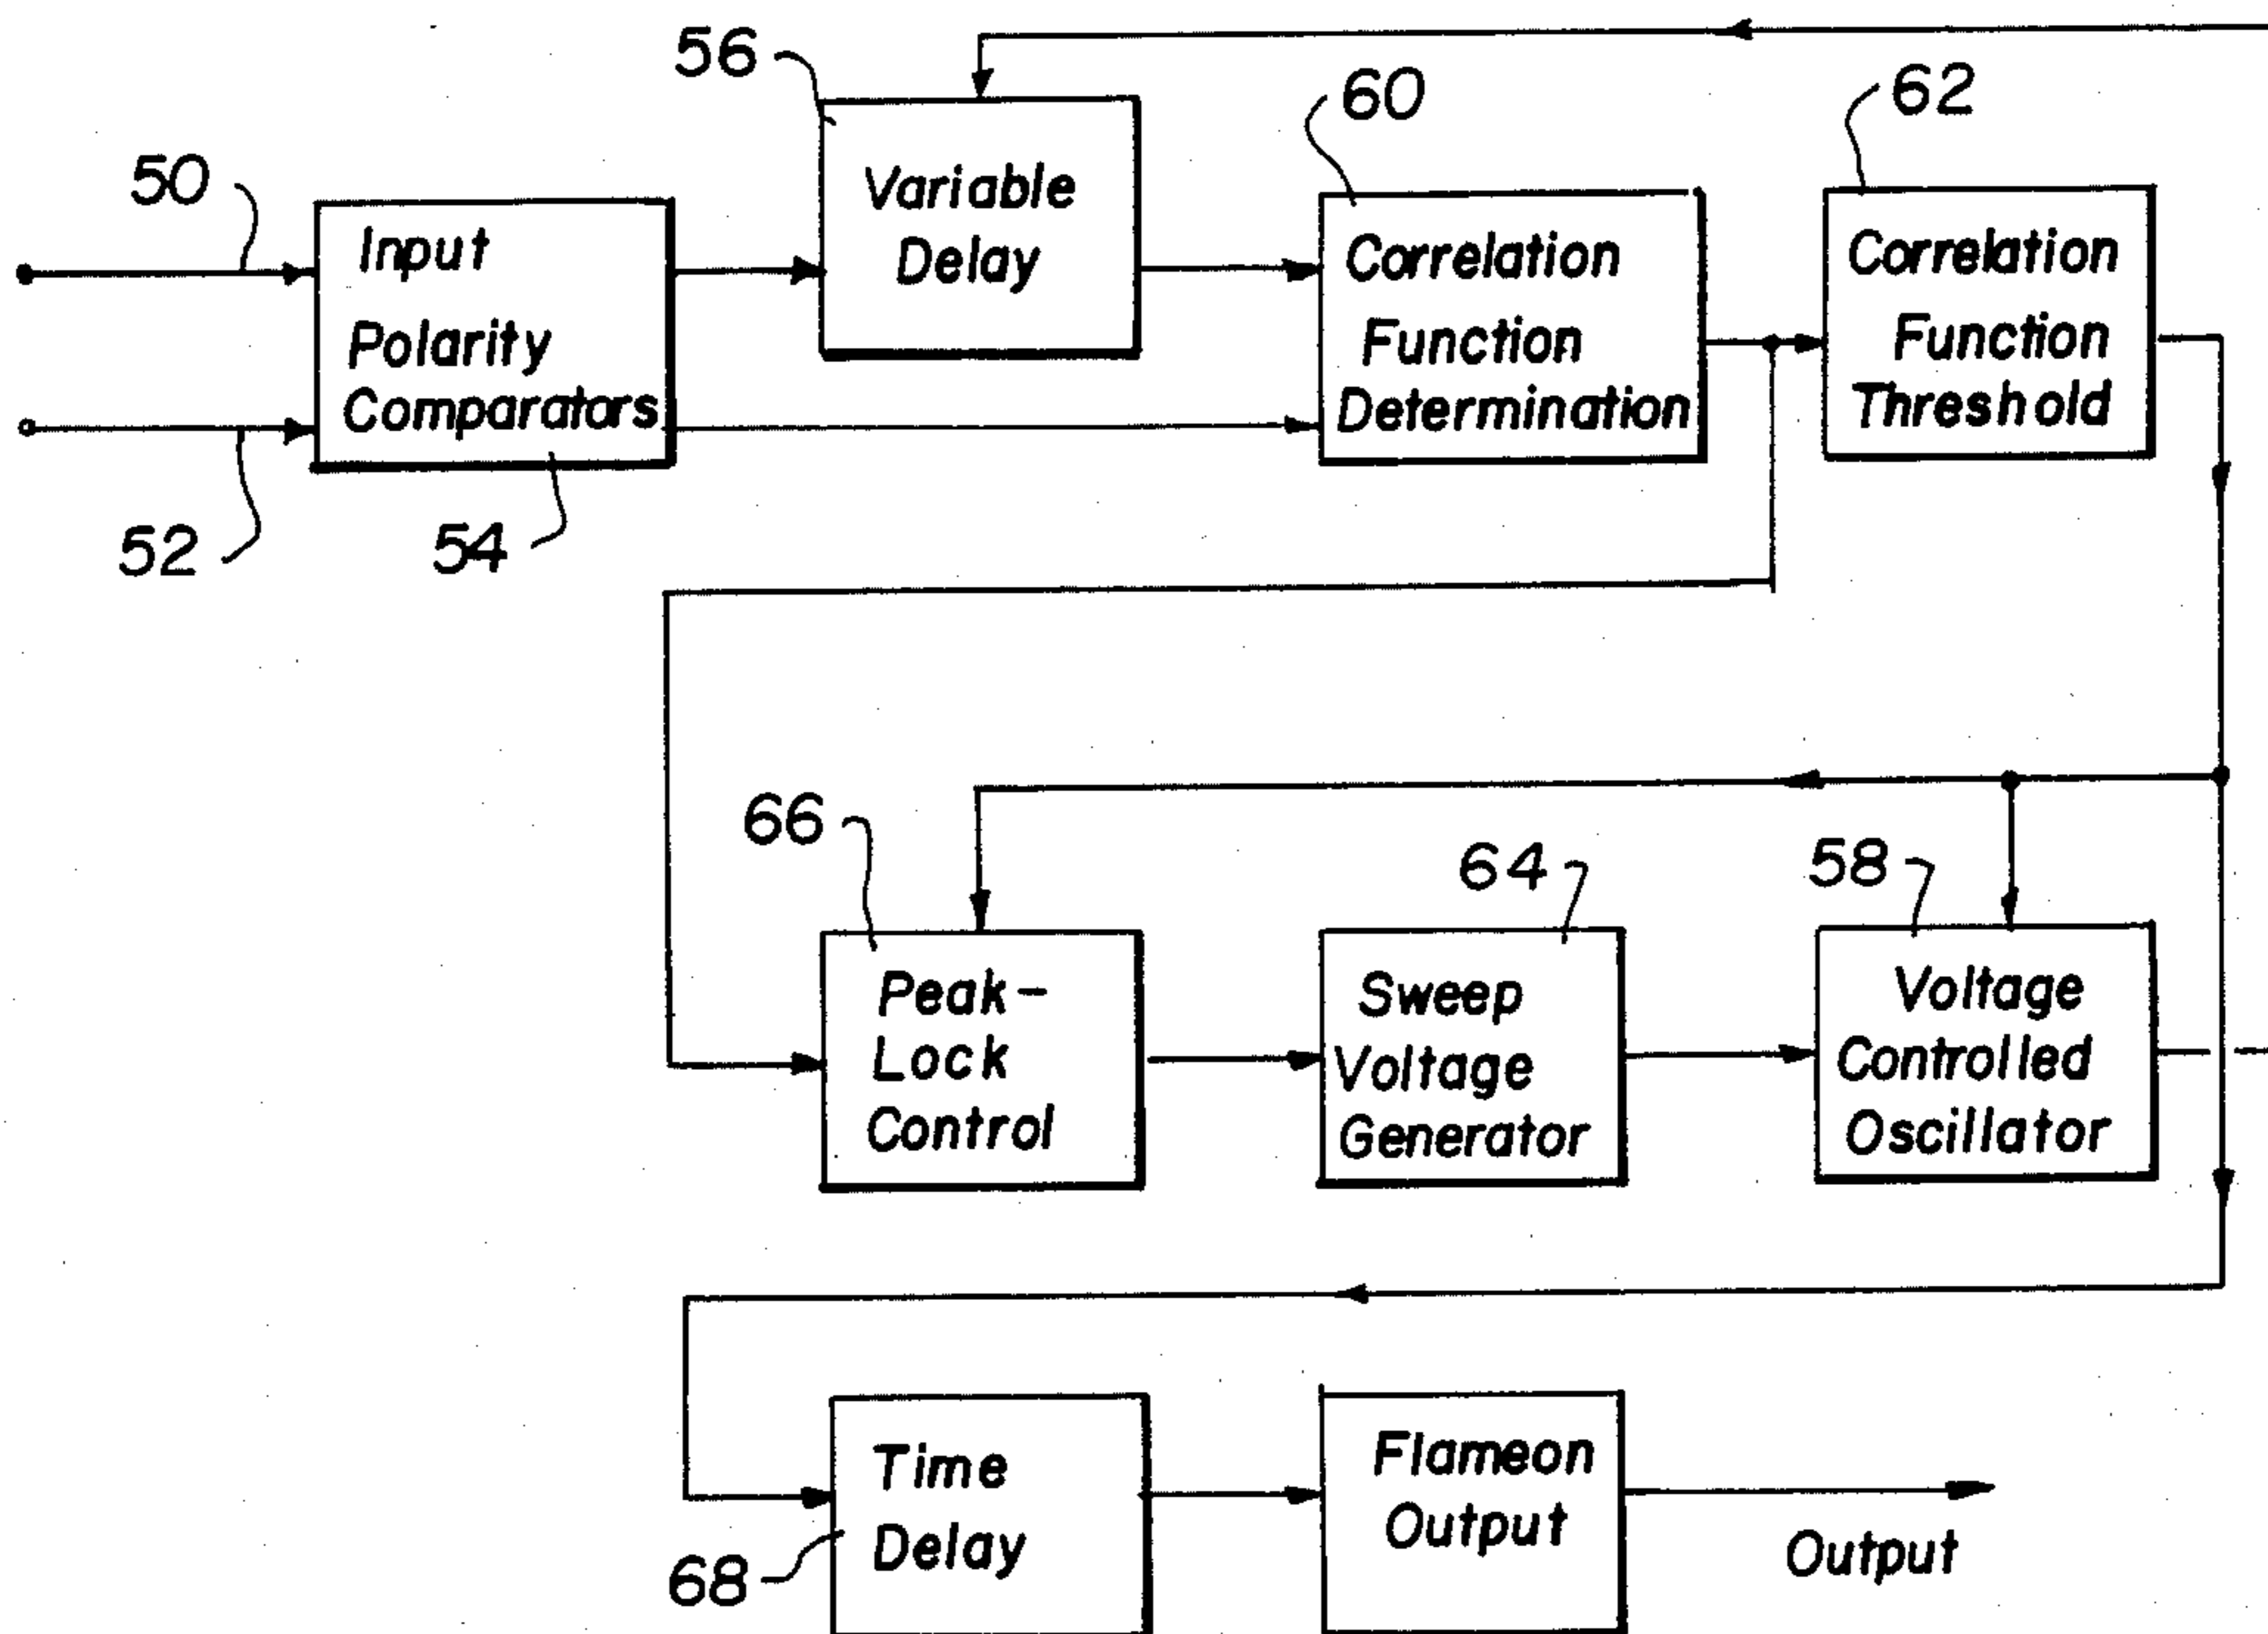 56
60
62
50
Variable
Delay
Input
Polarity
Comparators
Correlation
Function
Determination
Correlation
Function
Threshold
52
54
66
64
58
Peak-
Lock
Control
Sweep
Voltage
Generator
Voltage
Controlled
Oscillator
Time
Delay
68
Flameon
Output
Output